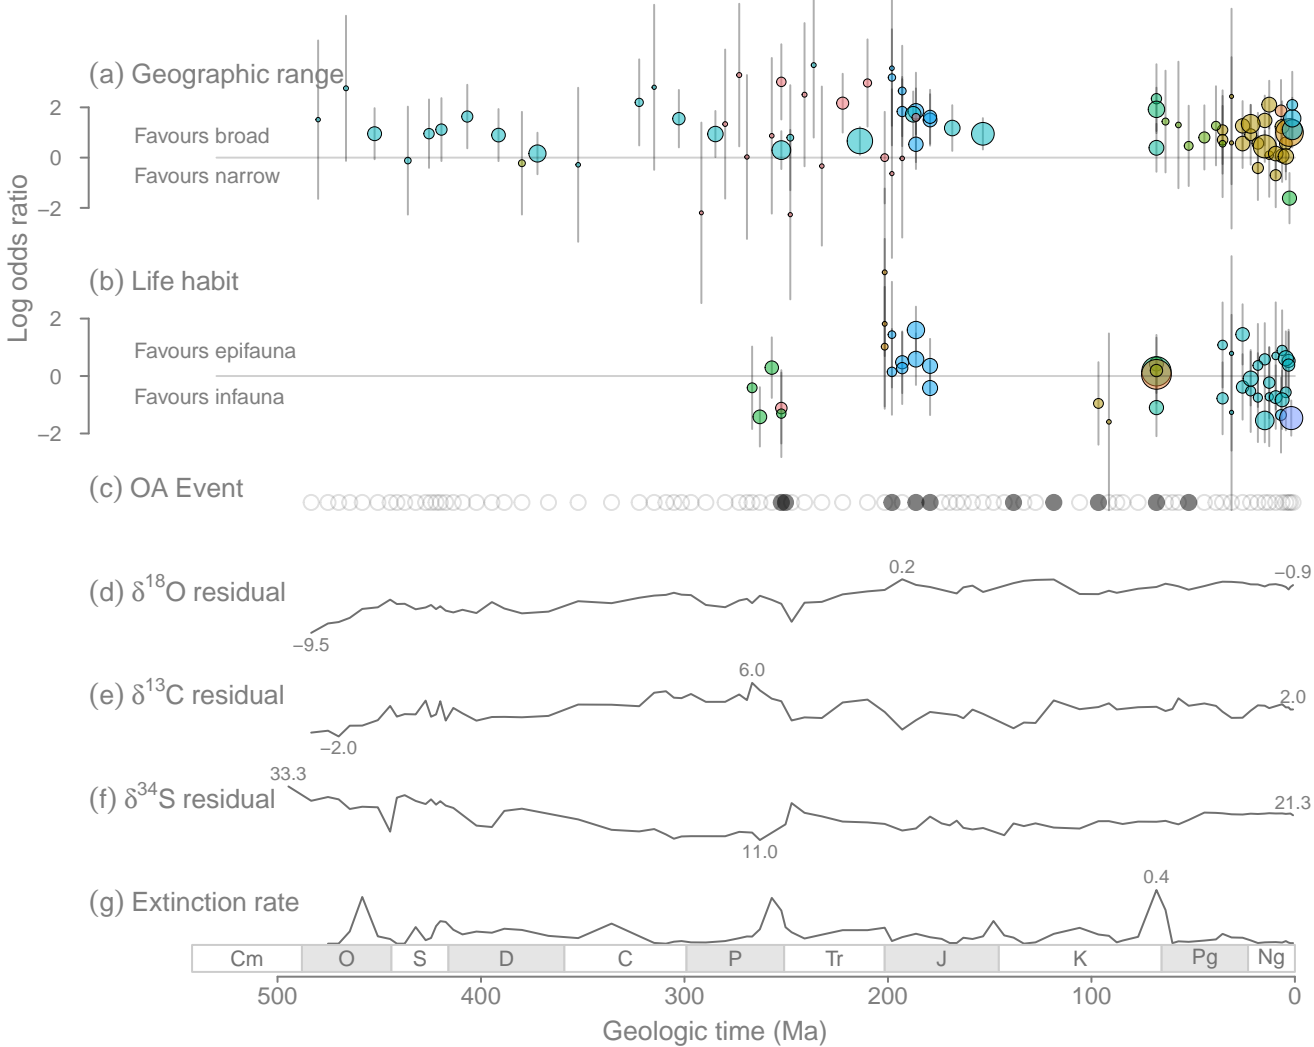 (a) Geographic range
2
Favours broad
0
Favours narrow
−2
Log odds ratio
(b) Life habit
2
Favours epifauna
0
Favours infauna
−2
(c) OA Event
(d) δ18O residual
−9.5
0.2
−0.9
(e) δ13C residual
−2.0
6.0
2.0
33.3
(f) δ34S residual
11.0
21.3
(g) Extinction rate
0.4
Cm O S D C P Tr J K Pg Ng
500 400 300 200 100 0
Geologic time (Ma)